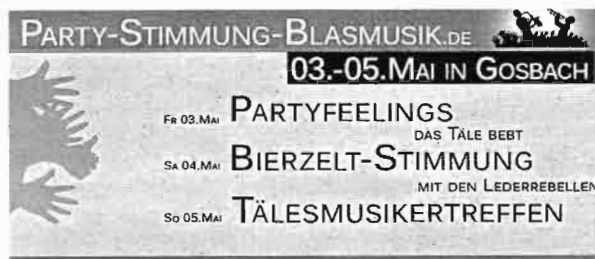 PARTY-STIMMUNG-BLASMUSIK.DE
03.-05.MAI IN GOSBACH
FR 03.MAI PARTYFEELINGS
DAS TÄLE BEBT
SA 04.MAI BIERZELT-STIMMUNG
MIT DEN LEDERREBELLEN
SO 05.MAI TÄLESMUSIKERTREFFEN